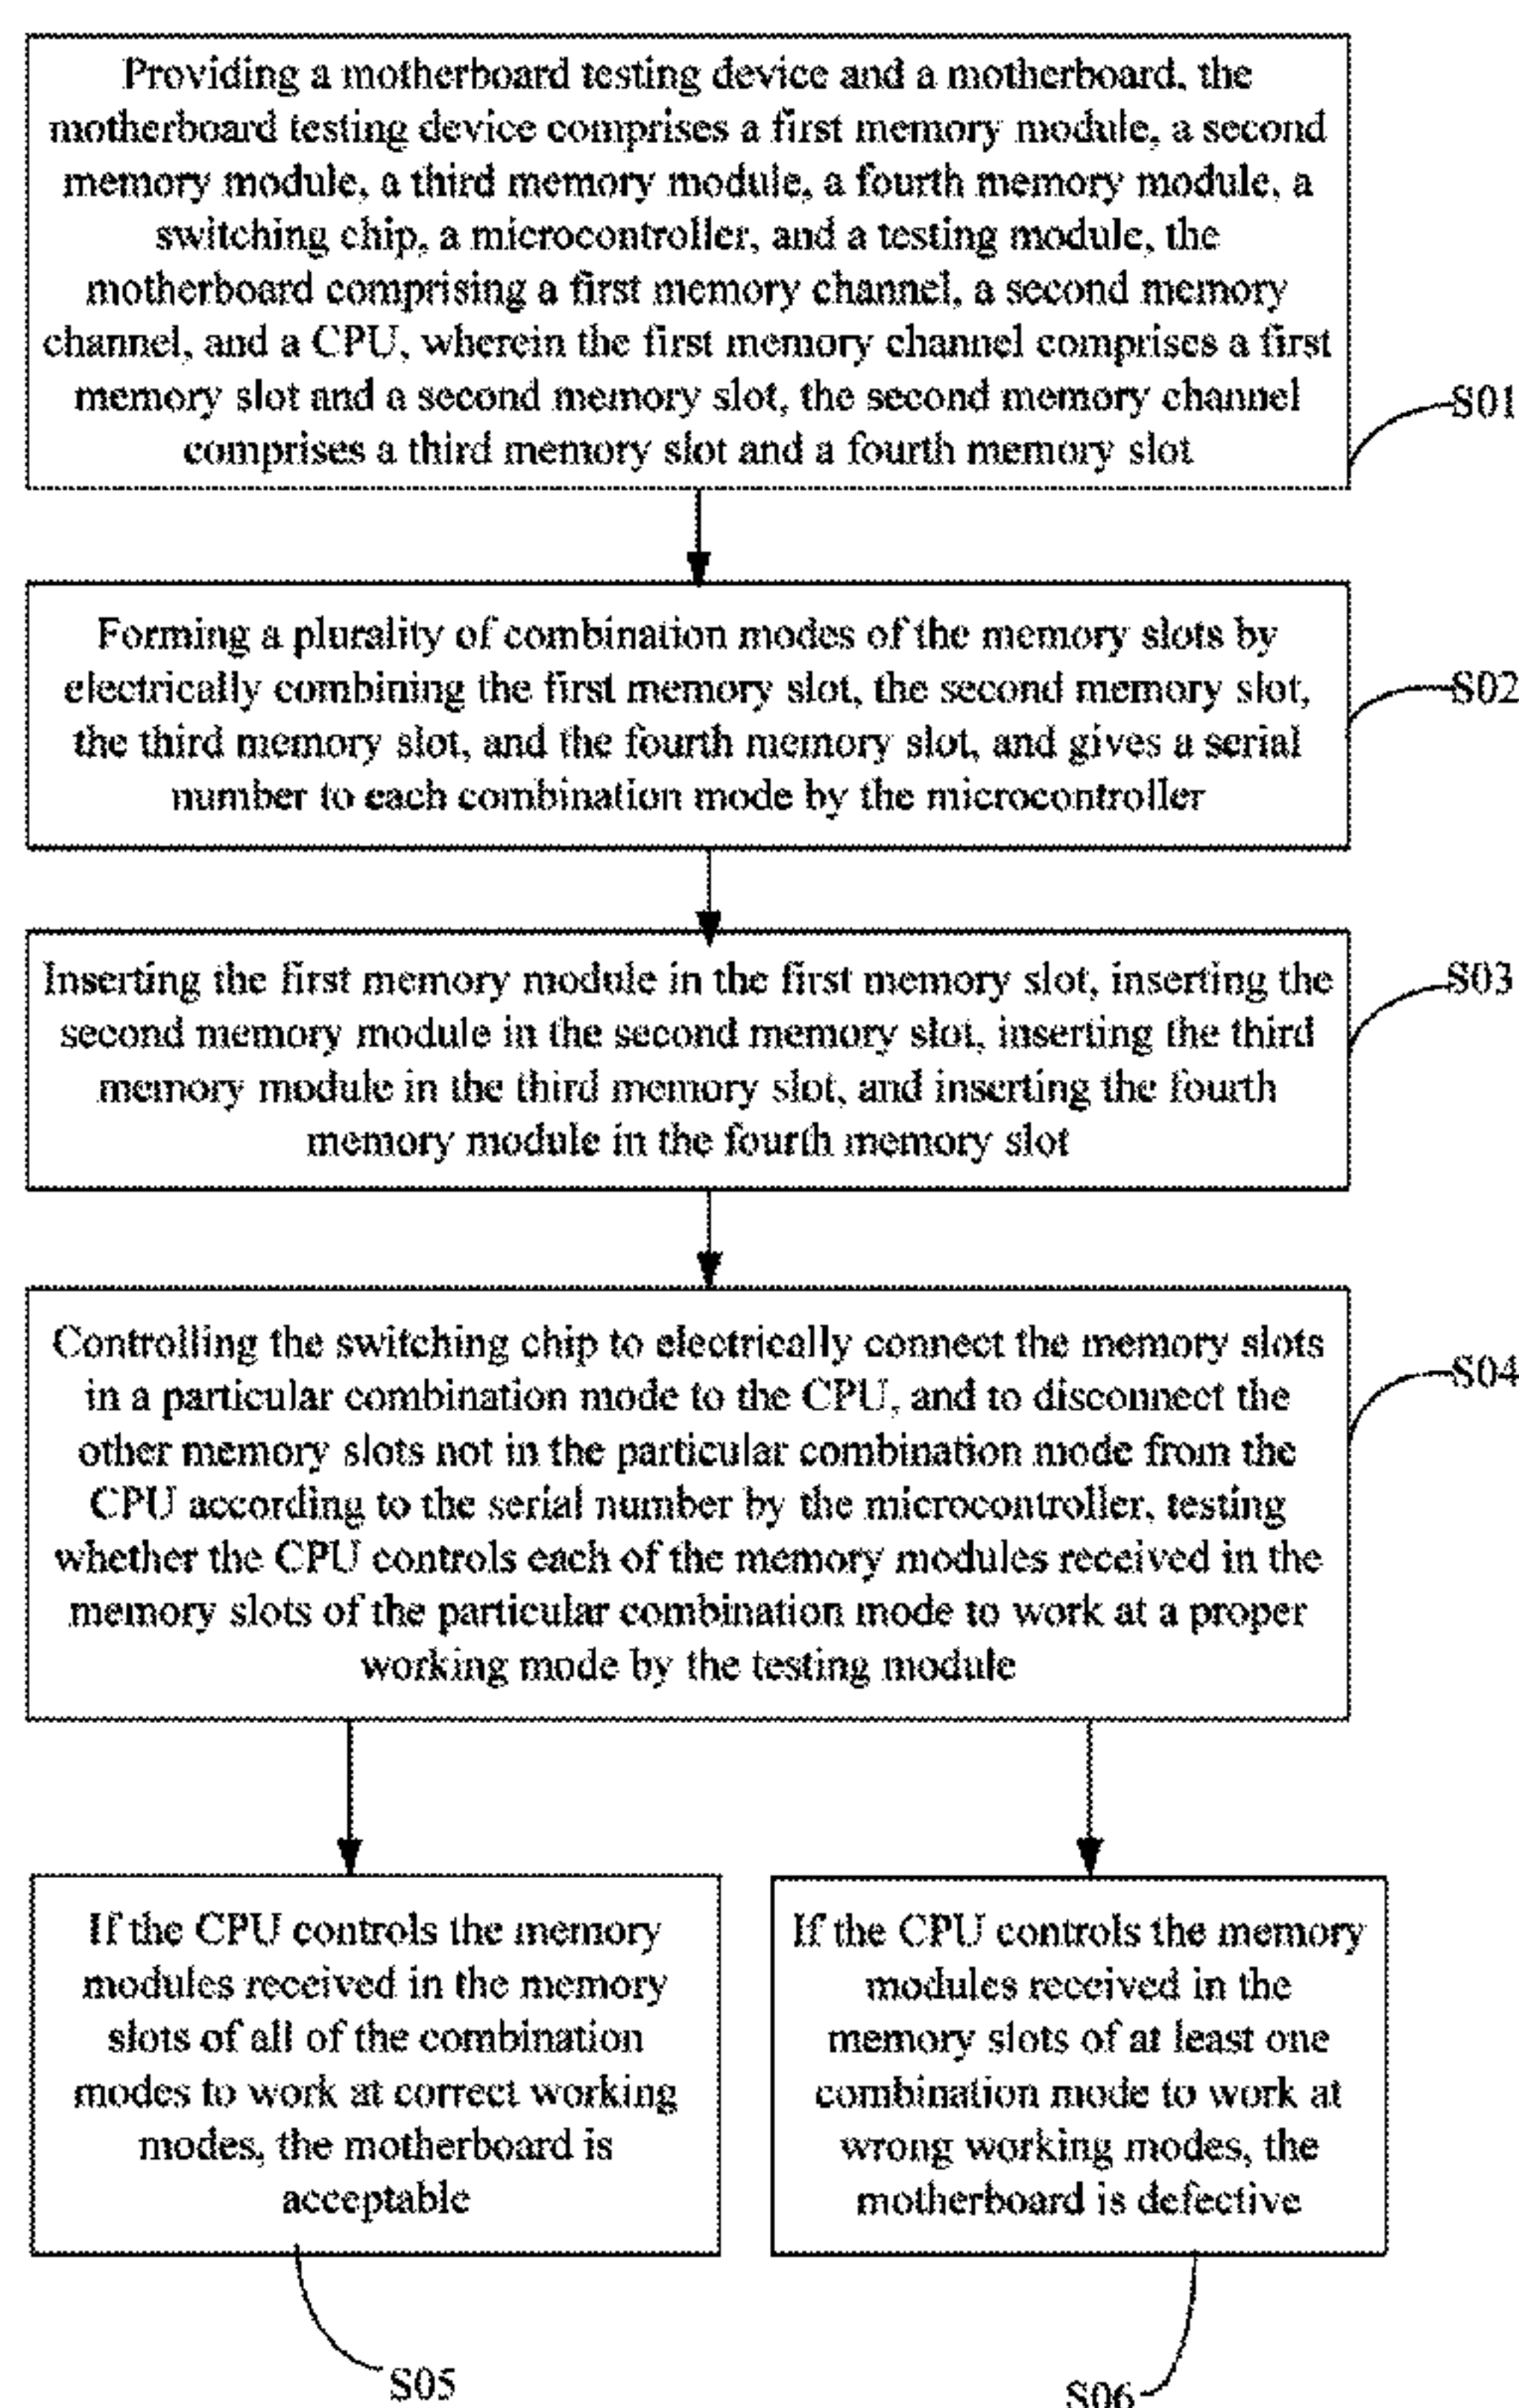 Providing a motherboard testing device and a motherboard, the
motherboard testing device comprises a first memory module, a second
memory module, a third memory module, a fourth memory module, a
switching chip, a microcontroller, and a testing module, the
motherboard comprising a first memory channel, a second memory
channel, and a CPU, wherein the first memory channel comprises a first
memory slot and a second memory slot, the second memory channel
comprises a third memory slot and a fourth memory slot
S01
Forming a plurality of combination modes of the memory slots by
electrically combining the first memory slot, the second memory slot,
the third memory slot, and the fourth memory slot, and gives a serial
number to each combination mode by the microcontroller
S02
Inserting the first memory module in the first memory slot, inserting the
second memory module in the second memory slot, inserting the third
memory module in the third memory slot, and inserting the fourth
memory module in the fourth memory slot
S03
Controlling the switching chip to electrically connect the memory slots
in a particular combination mode to the CPU, and to disconnect the
other memory slots not in the particular combination mode from the
CPU according to the serial number by the microcontroller, testing
whether the CPU controls each of the memory modules received in the
memory slots of the particular combination mode to work at a proper
working mode by the testing module
S04
If the CPU controls the memory
modules received in the memory
slots of all of the combination
modes to work at correct working
modes, the motherboard is
acceptable
S05
If the CPU controls the memory
modules received in the
memory slots of at least one
combination mode to work at
wrong working modes, the
motherboard is defective
S06